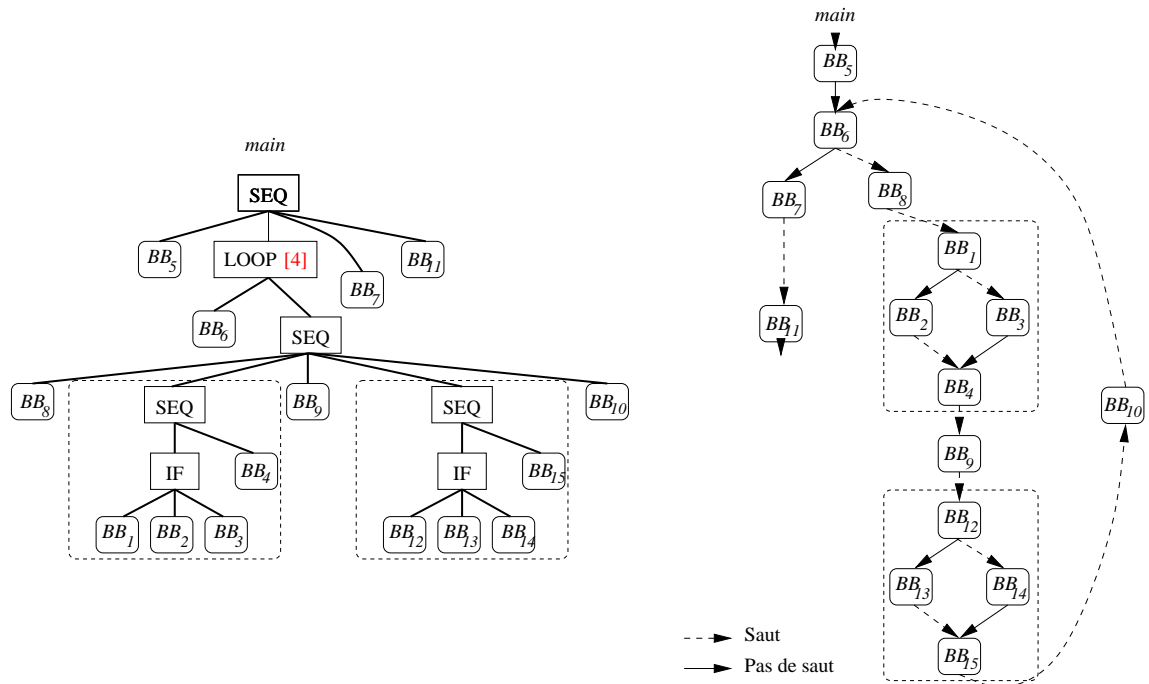 main
SEQ
BB5
LOOP [4]
BB7
BB11
BB6
SEQ
BB8
SEQ
BB9
SEQ
BB10
IF
BB4
IF
BB15
BB1
BB2
BB3
BB12
BB13
BB14
main
BB5
BB6
BB7
BB8
BB1
BB11
BB2
BB3
BB4
BB10
BB9
BB12
BB13
BB14
BB15
Saut
Pas de saut